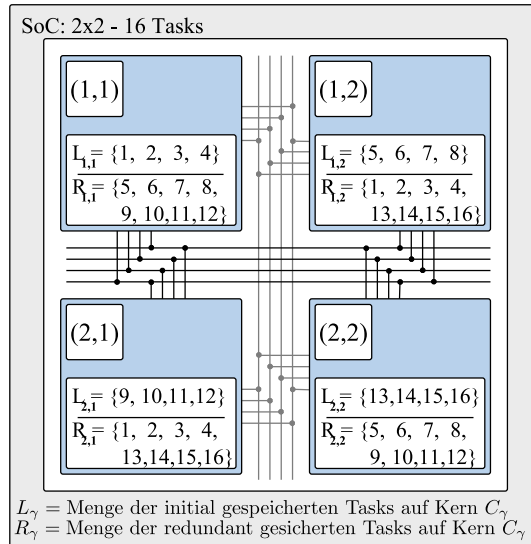 SoC: 2x2 - 16 Tasks
(1,1)
L1,1= {1, 2, 3, 4}
R1,1= {5, 6, 7, 8,
9, 10,11,12}
(1,2)
L1,2= {5, 6, 7, 8}
R1,2= {1, 2, 3, 4,
13,14,15,16}
(2,1)
L2,1= {9, 10,11,12}
R2,1= {1, 2, 3, 4,
13,14,15,16}
(2,2)
L2,2= {13,14,15,16}
R2,2= {5, 6, 7, 8,
9, 10,11,12}
Lγ = Menge der initial gespeicherten Tasks auf Kern Cγ
Rγ = Menge der redundant gesicherten Tasks auf Kern Cγ